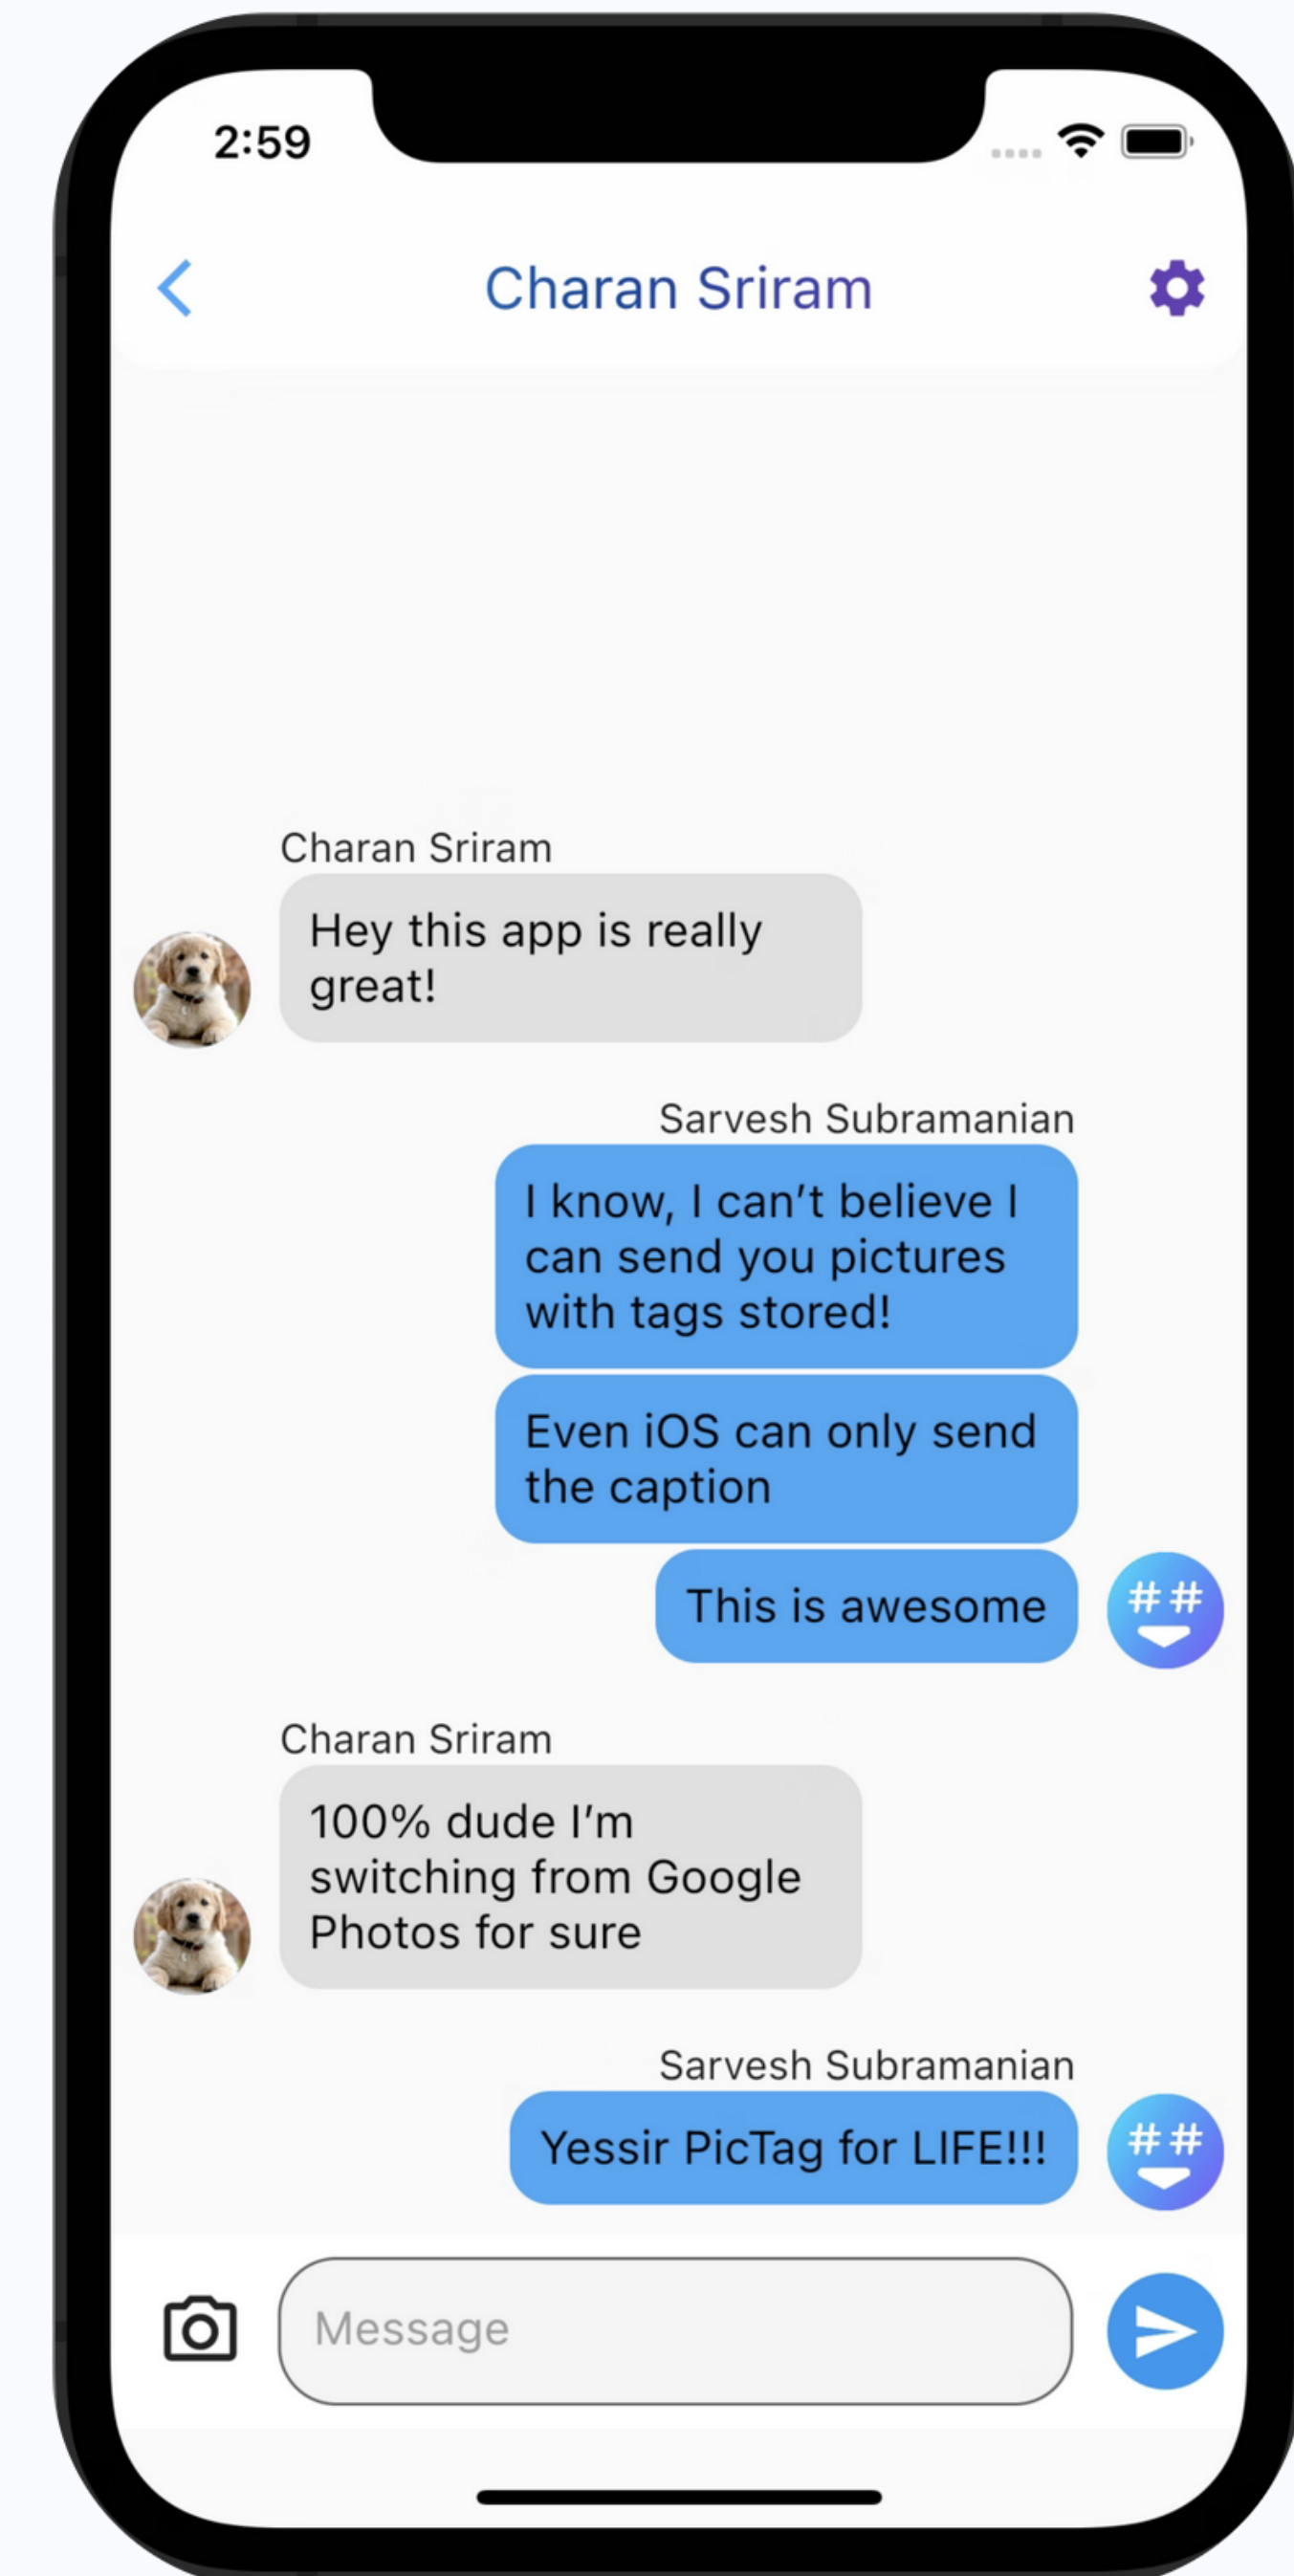 2:59
Charan Sriram
Charan Sriram
Hey this app is really
great!
Sarvesh Subramanian
I know, I can’t believe I
can send you pictures
with tags stored!
Even iOS can only send
the caption
This is awesome
##
Charan Sriram
100% dude I’m
switching from Google
Photos for sure
Sarvesh Subramanian
Yessir PicTag for LIFE!!!
##
Message